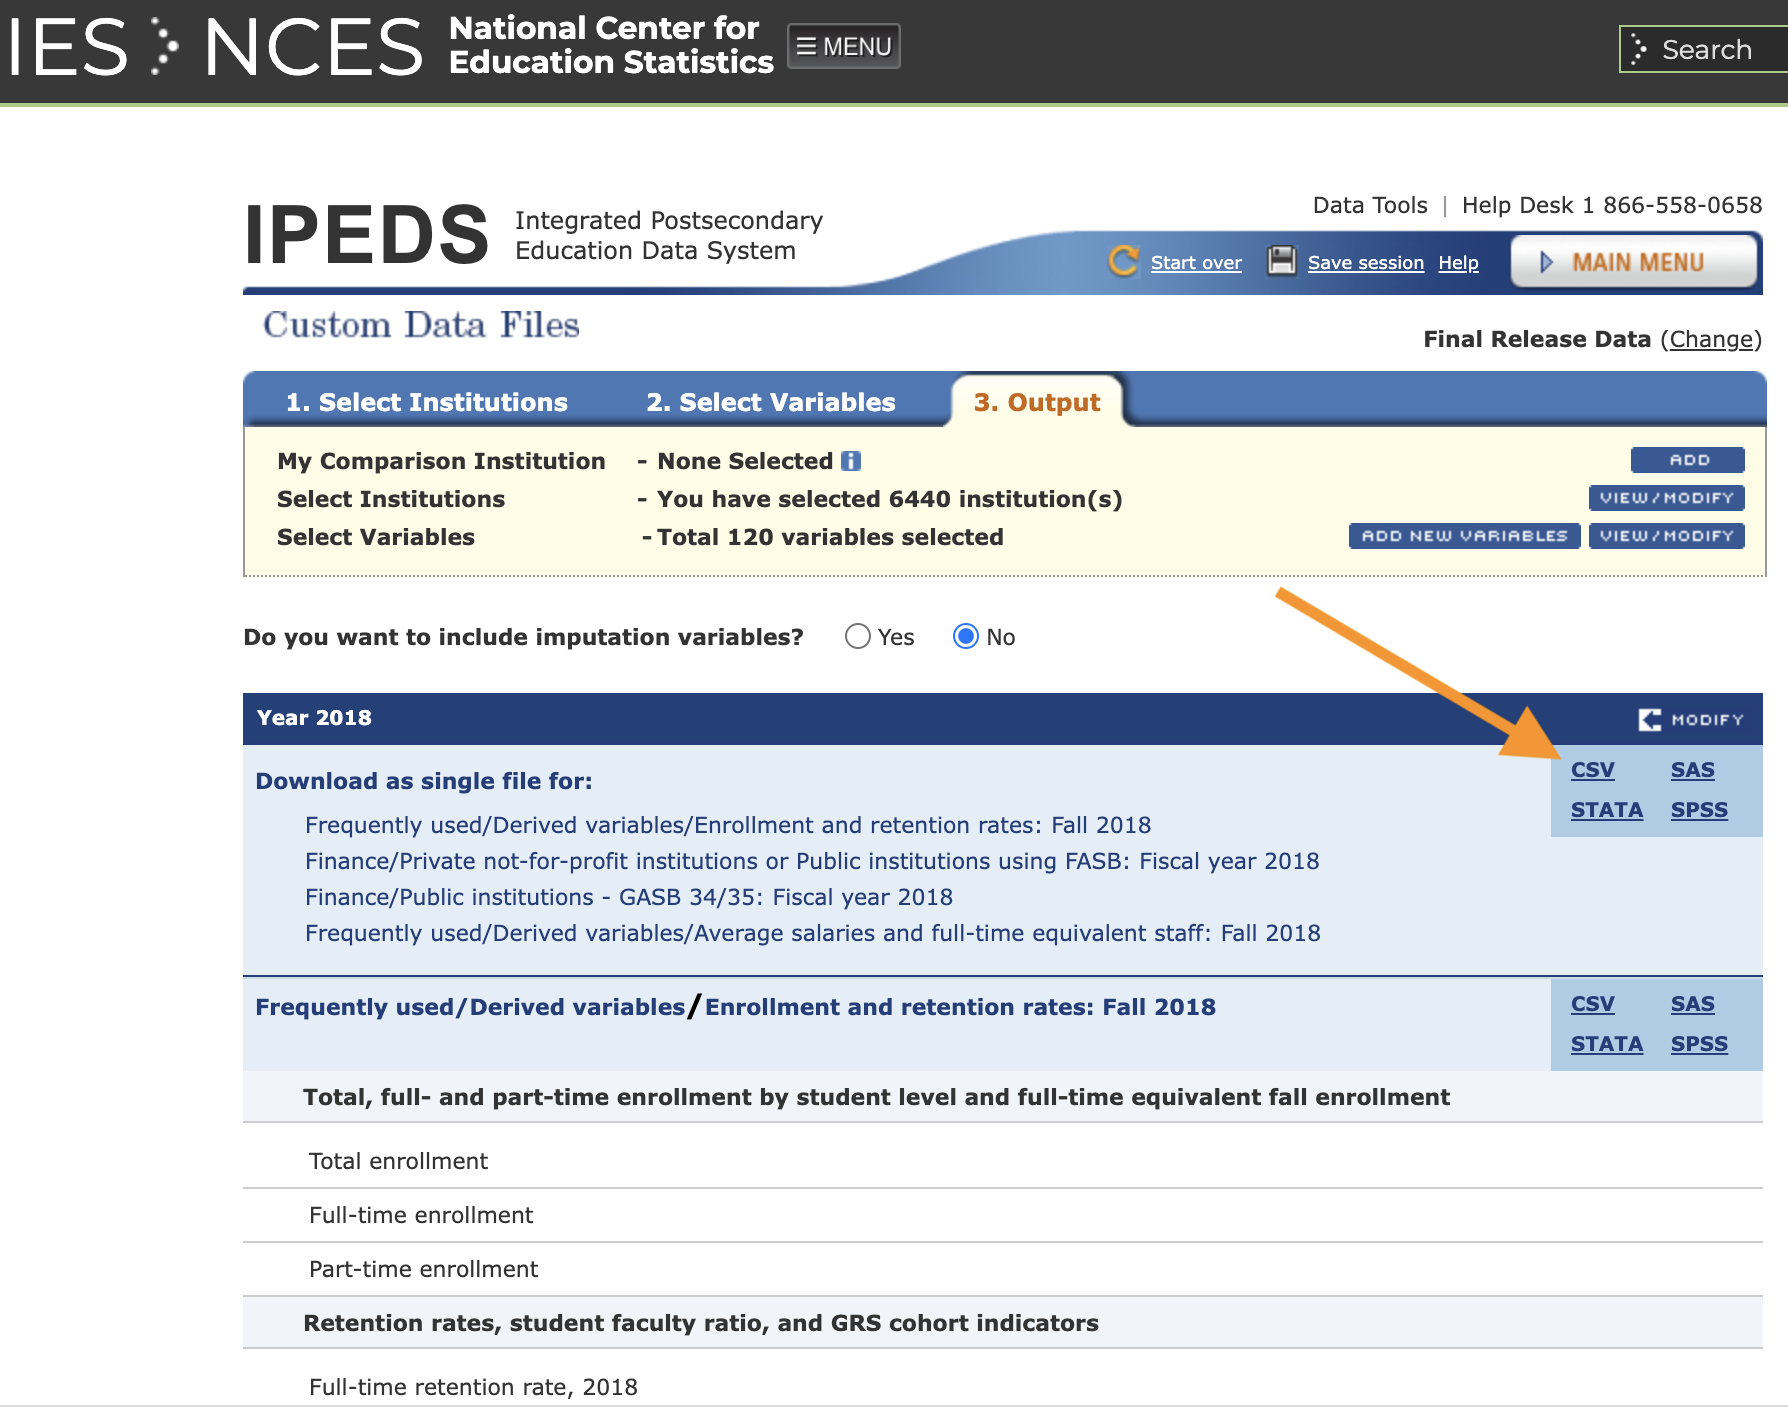 IES NCES National Center for Education Statistics
☰ MENU
Search
IPEDS Integrated Postsecondary Education Data System
Data Tools | Help Desk 1 866-558-0658
Start over Save session Help MAIN MENU
Custom Data Files
Final Release Data (Change)
1. Select Institutions 2. Select Variables 3. Output
My Comparison Institution - None Selected i ADD
Select Institutions - You have selected 6440 institution(s) VIEW/MODIFY
Select Variables - Total 120 variables selected ADD NEW VARIABLES VIEW/MODIFY
Do you want to include imputation variables? Yes No
Year 2018 MODIFY
Download as single file for: CSV SAS
STATA SPSS
Frequently used/Derived variables/Enrollment and retention rates: Fall 2018
Finance/Private not-for-profit institutions or Public institutions using FASB: Fiscal year 2018
Finance/Public institutions - GASB 34/35: Fiscal year 2018
Frequently used/Derived variables/Average salaries and full-time equivalent staff: Fall 2018
Frequently used/Derived variables/Enrollment and retention rates: Fall 2018 CSV SAS
STATA SPSS
Total, full- and part-time enrollment by student level and full-time equivalent fall enrollment
Total enrollment
Full-time enrollment
Part-time enrollment
Retention rates, student faculty ratio, and GRS cohort indicators
Full-time retention rate, 2018